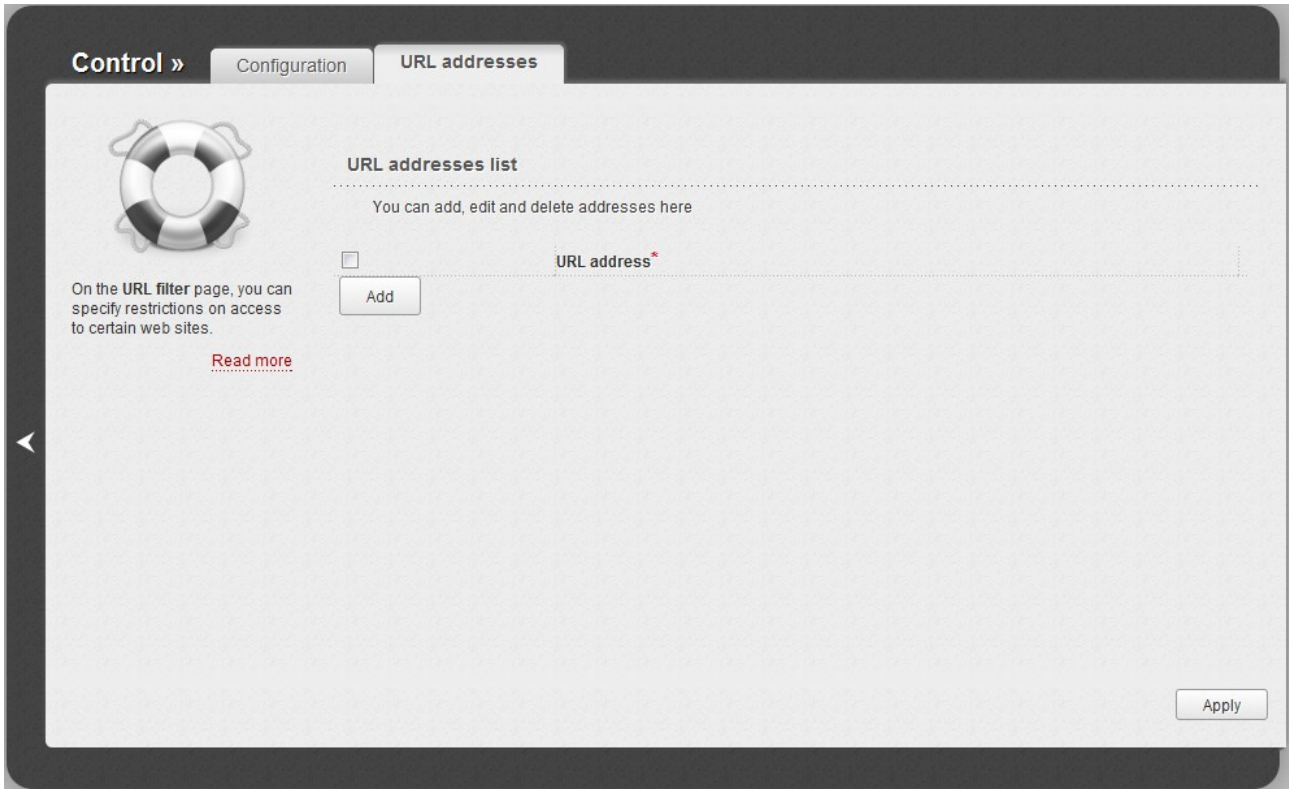 Control »
Configuration
URL addresses
URL addresses list
You can add, edit and delete addresses here
URL address*
Add
On the URL filter page, you can
specify restrictions on access
to certain web sites.
Read more
Apply